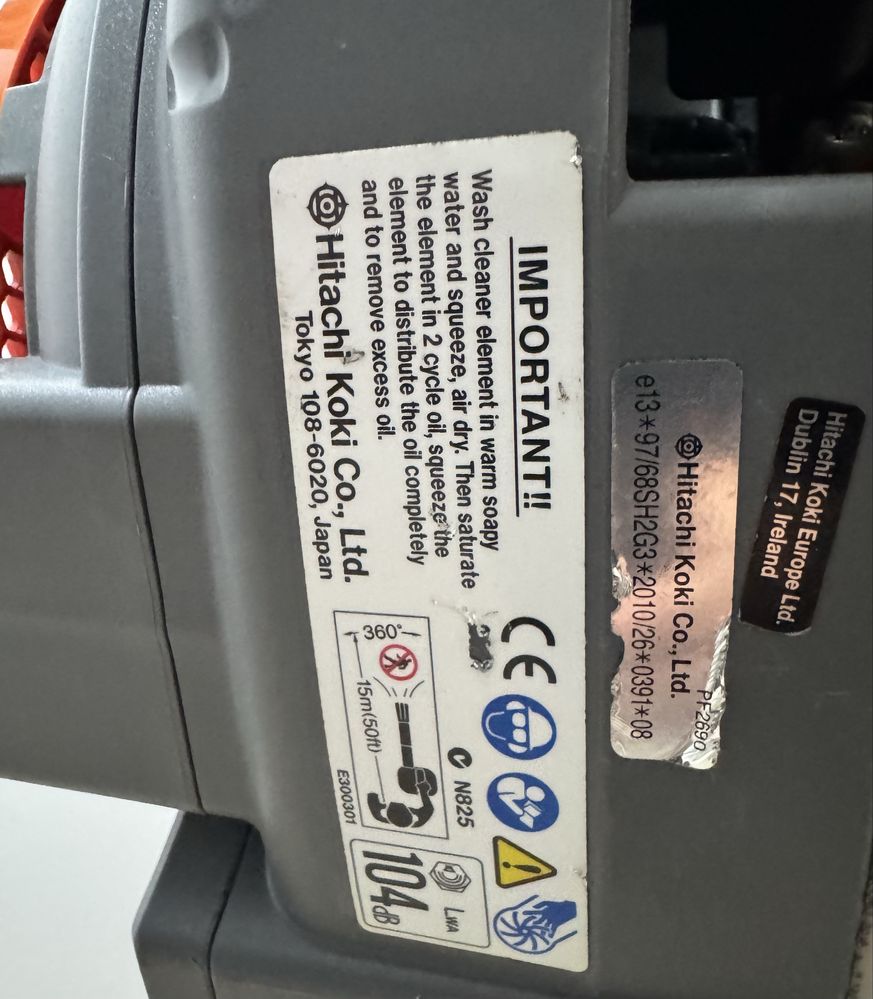 IMPORTANT!!
Wash cleaner element in warm soapy
water and squeeze, air dry. Then saturate
the element in 2 cycle oil, squeeze the
element to distribute the oil completely
and to remove excess oil.
Hitachi Koki Co., Ltd.
Tokyo 108-6020, Japan
CE
N825
360°
15m(50ft)
E300301
LWA
104dB
PF2690
Hitachi Koki Co., Ltd.
e13*97/68SH2G3*2010/26*0391*08
Hitachi Koki Europe Ltd.
Dublin 17, Ireland